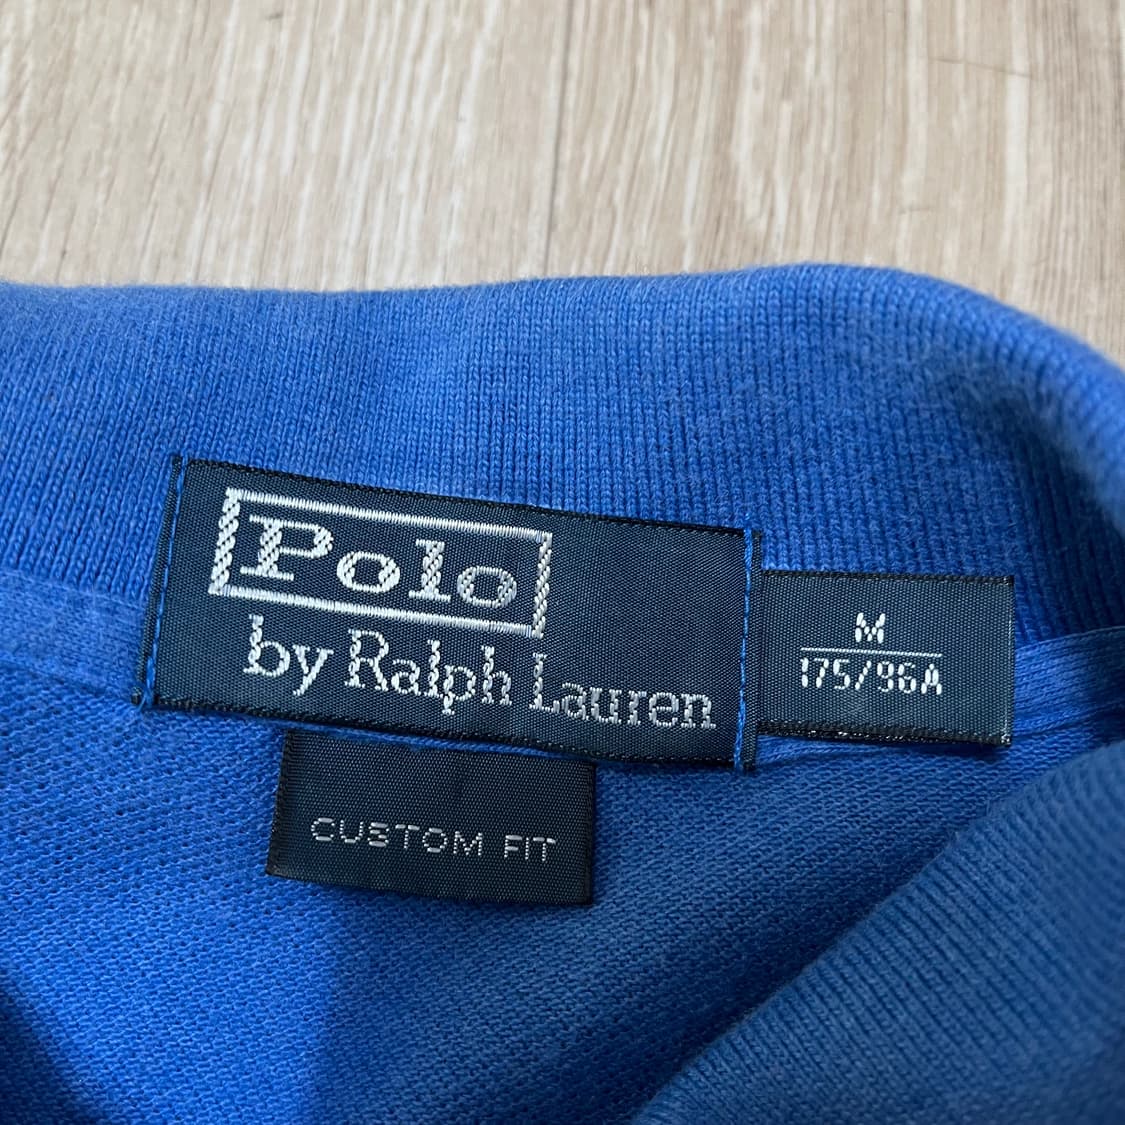 Polo
by Ralph Lauren
M
175/96A
CUSTOM FIT